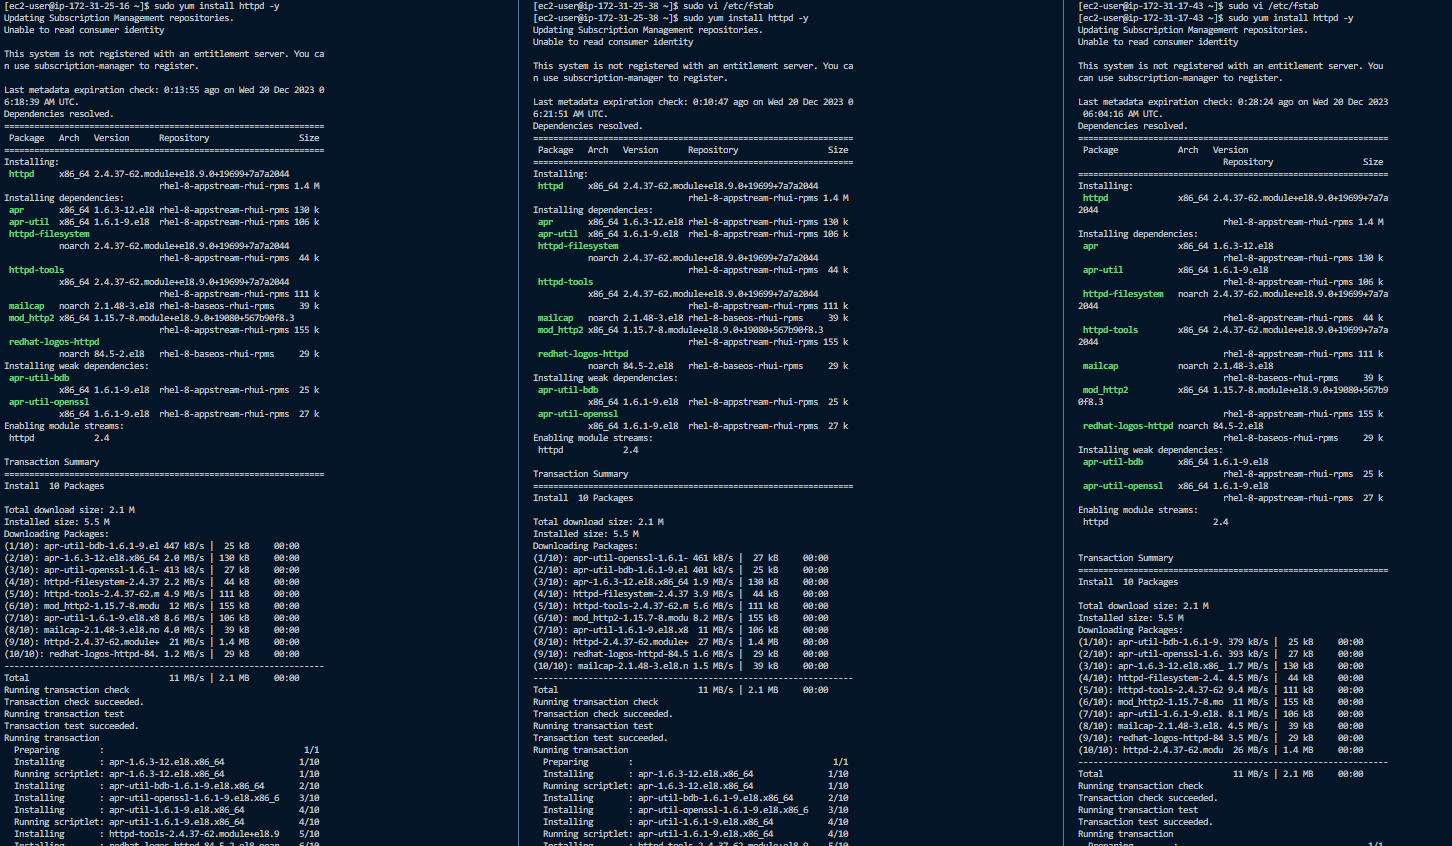 [ec2-user@ip-172-31-25-16 ~]$ sudo yum install httpd -y
Updating Subscription Management repositories.
Unable to read consumer identity
This system is not registered with an entitlement server. You ca
n use subscription-manager to register.
Last metadata expiration check: 0:13:55 ago on Wed 20 Dec 2023 0
6:18:39 AM UTC.
Dependencies resolved.
================================================================
Package Arch Version Repository Size
================================================================
Installing:
httpd x86_64 2.4.37-62.module+el8.9.0+19699+7a7a2044
rhel-8-appstream-rhui-rpms 1.4 M
Installing dependencies:
apr x86_64 1.6.3-12.el8 rhel-8-appstream-rhui-rpms 130 k
apr-util x86_64 1.6.1-9.el8 rhel-8-appstream-rhui-rpms 106 k
httpd-filesystem
noarch 2.4.37-62.module+el8.9.0+19699+7a7a2044
rhel-8-appstream-rhui-rpms 44 k
httpd-tools
x86_64 2.4.37-62.module+el8.9.0+19699+7a7a2044
rhel-8-appstream-rhui-rpms 111 k
mailcap noarch 2.1.48-3.el8 rhel-8-baseos-rhui-rpms 39 k
mod_http2 x86_64 1.15.7-8.module+el8.9.0+19080+567b90f8.3
rhel-8-appstream-rhui-rpms 155 k
redhat-logos-httpd
noarch 84.5-2.el8 rhel-8-baseos-rhui-rpms 29 k
Installing weak dependencies:
apr-util-bdb
x86_64 1.6.1-9.el8 rhel-8-appstream-rhui-rpms 25 k
apr-util-openssl
x86_64 1.6.1-9.el8 rhel-8-appstream-rhui-rpms 27 k
Enabling module streams:
httpd 2.4
Transaction Summary
================================================================
Install 10 Packages
Total download size: 2.1 M
Installed size: 5.5 M
Downloading Packages:
(1/10): apr-util-bdb-1.6.1-9.el 447 kB/s | 25 kB 00:00
(2/10): apr-1.6.3-12.el8.x86_64 2.0 MB/s | 130 kB 00:00
(3/10): apr-util-openssl-1.6.1- 413 kB/s | 27 kB 00:00
(4/10): httpd-filesystem-2.4.37 2.2 MB/s | 44 kB 00:00
(5/10): httpd-tools-2.4.37-62.m 4.9 MB/s | 111 kB 00:00
(6/10): mod_http2-1.15.7-8.modu 12 MB/s | 155 kB 00:00
(7/10): apr-util-1.6.1-9.el8.x8 8.6 MB/s | 106 kB 00:00
(8/10): mailcap-2.1.48-3.el8.no 4.0 MB/s | 39 kB 00:00
(9/10): httpd-2.4.37-62.module+ 21 MB/s | 1.4 MB 00:00
(10/10): redhat-logos-httpd-84. 1.2 MB/s | 29 kB 00:00
----------------------------------------------------------------
Total 11 MB/s | 2.1 MB 00:00
Running transaction check
Transaction check succeeded.
Running transaction test
Transaction test succeeded.
Running transaction
Preparing : 1/1
Installing : apr-1.6.3-12.el8.x86_64 1/10
Running scriptlet: apr-1.6.3-12.el8.x86_64 1/10
Installing : apr-util-bdb-1.6.1-9.el8.x86_64 2/10
Installing : apr-util-openssl-1.6.1-9.el8.x86_6 3/10
Installing : apr-util-1.6.1-9.el8.x86_64 4/10
Running scriptlet: apr-util-1.6.1-9.el8.x86_64 4/10
Installing : httpd-tools-2.4.37-62.module+el8.9 5/10
Installing : redhat-logos-httpd-84.5-2.el8.noar 6/10
[ec2-user@ip-172-31-25-38 ~]$ sudo vi /etc/fstab
[ec2-user@ip-172-31-25-38 ~]$ sudo yum install httpd -y
Updating Subscription Management repositories.
Unable to read consumer identity
This system is not registered with an entitlement server. You ca
n use subscription-manager to register.
Last metadata expiration check: 0:10:47 ago on Wed 20 Dec 2023 0
6:21:51 AM UTC.
Dependencies resolved.
================================================================
Package Arch Version Repository Size
================================================================
Installing:
httpd x86_64 2.4.37-62.module+el8.9.0+19699+7a7a2044
rhel-8-appstream-rhui-rpms 1.4 M
Installing dependencies:
apr x86_64 1.6.3-12.el8 rhel-8-appstream-rhui-rpms 130 k
apr-util x86_64 1.6.1-9.el8 rhel-8-appstream-rhui-rpms 106 k
httpd-filesystem
noarch 2.4.37-62.module+el8.9.0+19699+7a7a2044
rhel-8-appstream-rhui-rpms 44 k
httpd-tools
x86_64 2.4.37-62.module+el8.9.0+19699+7a7a2044
rhel-8-appstream-rhui-rpms 111 k
mailcap noarch 2.1.48-3.el8 rhel-8-baseos-rhui-rpms 39 k
mod_http2 x86_64 1.15.7-8.module+el8.9.0+19080+567b90f8.3
rhel-8-appstream-rhui-rpms 155 k
redhat-logos-httpd
noarch 84.5-2.el8 rhel-8-baseos-rhui-rpms 29 k
Installing weak dependencies:
apr-util-bdb
x86_64 1.6.1-9.el8 rhel-8-appstream-rhui-rpms 25 k
apr-util-openssl
x86_64 1.6.1-9.el8 rhel-8-appstream-rhui-rpms 27 k
Enabling module streams:
httpd 2.4
Transaction Summary
================================================================
Install 10 Packages
Total download size: 2.1 M
Installed size: 5.5 M
Downloading Packages:
(1/10): apr-util-openssl-1.6.1- 461 kB/s | 27 kB 00:00
(2/10): apr-util-bdb-1.6.1-9.el 401 kB/s | 25 kB 00:00
(3/10): apr-1.6.3-12.el8.x86_64 1.9 MB/s | 130 kB 00:00
(4/10): httpd-filesystem-2.4.37 3.9 MB/s | 44 kB 00:00
(5/10): httpd-tools-2.4.37-62.m 5.6 MB/s | 111 kB 00:00
(6/10): mod_http2-1.15.7-8.modu 8.2 MB/s | 155 kB 00:00
(7/10): apr-util-1.6.1-9.el8.x8 11 MB/s | 106 kB 00:00
(8/10): httpd-2.4.37-62.module+ 27 MB/s | 1.4 MB 00:00
(9/10): redhat-logos-httpd-84.5 1.6 MB/s | 29 kB 00:00
(10/10): mailcap-2.1.48-3.el8.n 1.5 MB/s | 39 kB 00:00
----------------------------------------------------------------
Total 11 MB/s | 2.1 MB 00:00
Running transaction check
Transaction check succeeded.
Running transaction test
Transaction test succeeded.
Running transaction
Preparing : 1/1
Installing : apr-1.6.3-12.el8.x86_64 1/10
Running scriptlet: apr-1.6.3-12.el8.x86_64 1/10
Installing : apr-util-bdb-1.6.1-9.el8.x86_64 2/10
Installing : apr-util-openssl-1.6.1-9.el8.x86_6 3/10
Installing : apr-util-1.6.1-9.el8.x86_64 4/10
Running scriptlet: apr-util-1.6.1-9.el8.x86_64 4/10
Installing : httpd-tools-2.4.37-62.module+el8.9 5/10
[ec2-user@ip-172-31-17-43 ~]$ sudo vi /etc/fstab
[ec2-user@ip-172-31-17-43 ~]$ sudo yum install httpd -y
Updating Subscription Management repositories.
Unable to read consumer identity
This system is not registered with an entitlement server. You
can use subscription-manager to register.
Last metadata expiration check: 0:28:24 ago on Wed 20 Dec 2023
06:04:16 AM UTC.
Dependencies resolved.
==============================================================
Package Arch Version
Repository Size
==============================================================
Installing:
httpd x86_64 2.4.37-62.module+el8.9.0+19699+7a7a
2044
rhel-8-appstream-rhui-rpms 1.4 M
Installing dependencies:
apr x86_64 1.6.3-12.el8
rhel-8-appstream-rhui-rpms 130 k
apr-util x86_64 1.6.1-9.el8
rhel-8-appstream-rhui-rpms 106 k
httpd-filesystem noarch 2.4.37-62.module+el8.9.0+19699+7a7a
2044
rhel-8-appstream-rhui-rpms 44 k
httpd-tools x86_64 2.4.37-62.module+el8.9.0+19699+7a7a
2044
rhel-8-appstream-rhui-rpms 111 k
mailcap noarch 2.1.48-3.el8
rhel-8-baseos-rhui-rpms 39 k
mod_http2 x86_64 1.15.7-8.module+el8.9.0+19080+567b9
0f8.3
rhel-8-appstream-rhui-rpms 155 k
redhat-logos-httpd noarch 84.5-2.el8
rhel-8-baseos-rhui-rpms 29 k
Installing weak dependencies:
apr-util-bdb x86_64 1.6.1-9.el8
rhel-8-appstream-rhui-rpms 25 k
apr-util-openssl x86_64 1.6.1-9.el8
rhel-8-appstream-rhui-rpms 27 k
Enabling module streams:
httpd 2.4
Transaction Summary
==============================================================
Install 10 Packages
Total download size: 2.1 M
Installed size: 5.5 M
Downloading Packages:
(1/10): apr-util-bdb-1.6.1-9. 379 kB/s | 25 kB 00:00
(2/10): apr-util-openssl-1.6. 393 kB/s | 27 kB 00:00
(3/10): apr-1.6.3-12.el8.x86_ 1.7 MB/s | 130 kB 00:00
(4/10): httpd-filesystem-2.4. 4.5 MB/s | 44 kB 00:00
(5/10): httpd-tools-2.4.37-62 9.4 MB/s | 111 kB 00:00
(6/10): mod_http2-1.15.7-8.mo 11 MB/s | 155 kB 00:00
(7/10): apr-util-1.6.1-9.el8. 8.1 MB/s | 106 kB 00:00
(8/10): mailcap-2.1.48-3.el8. 4.5 MB/s | 39 kB 00:00
(9/10): redhat-logos-httpd-84 3.5 MB/s | 29 kB 00:00
(10/10): httpd-2.4.37-62.modu 26 MB/s | 1.4 MB 00:00
--------------------------------------------------------------
Total 11 MB/s | 2.1 MB 00:00
Running transaction check
Transaction check succeeded.
Running transaction test
Transaction test succeeded.
Running transaction
Preparing : 1/1